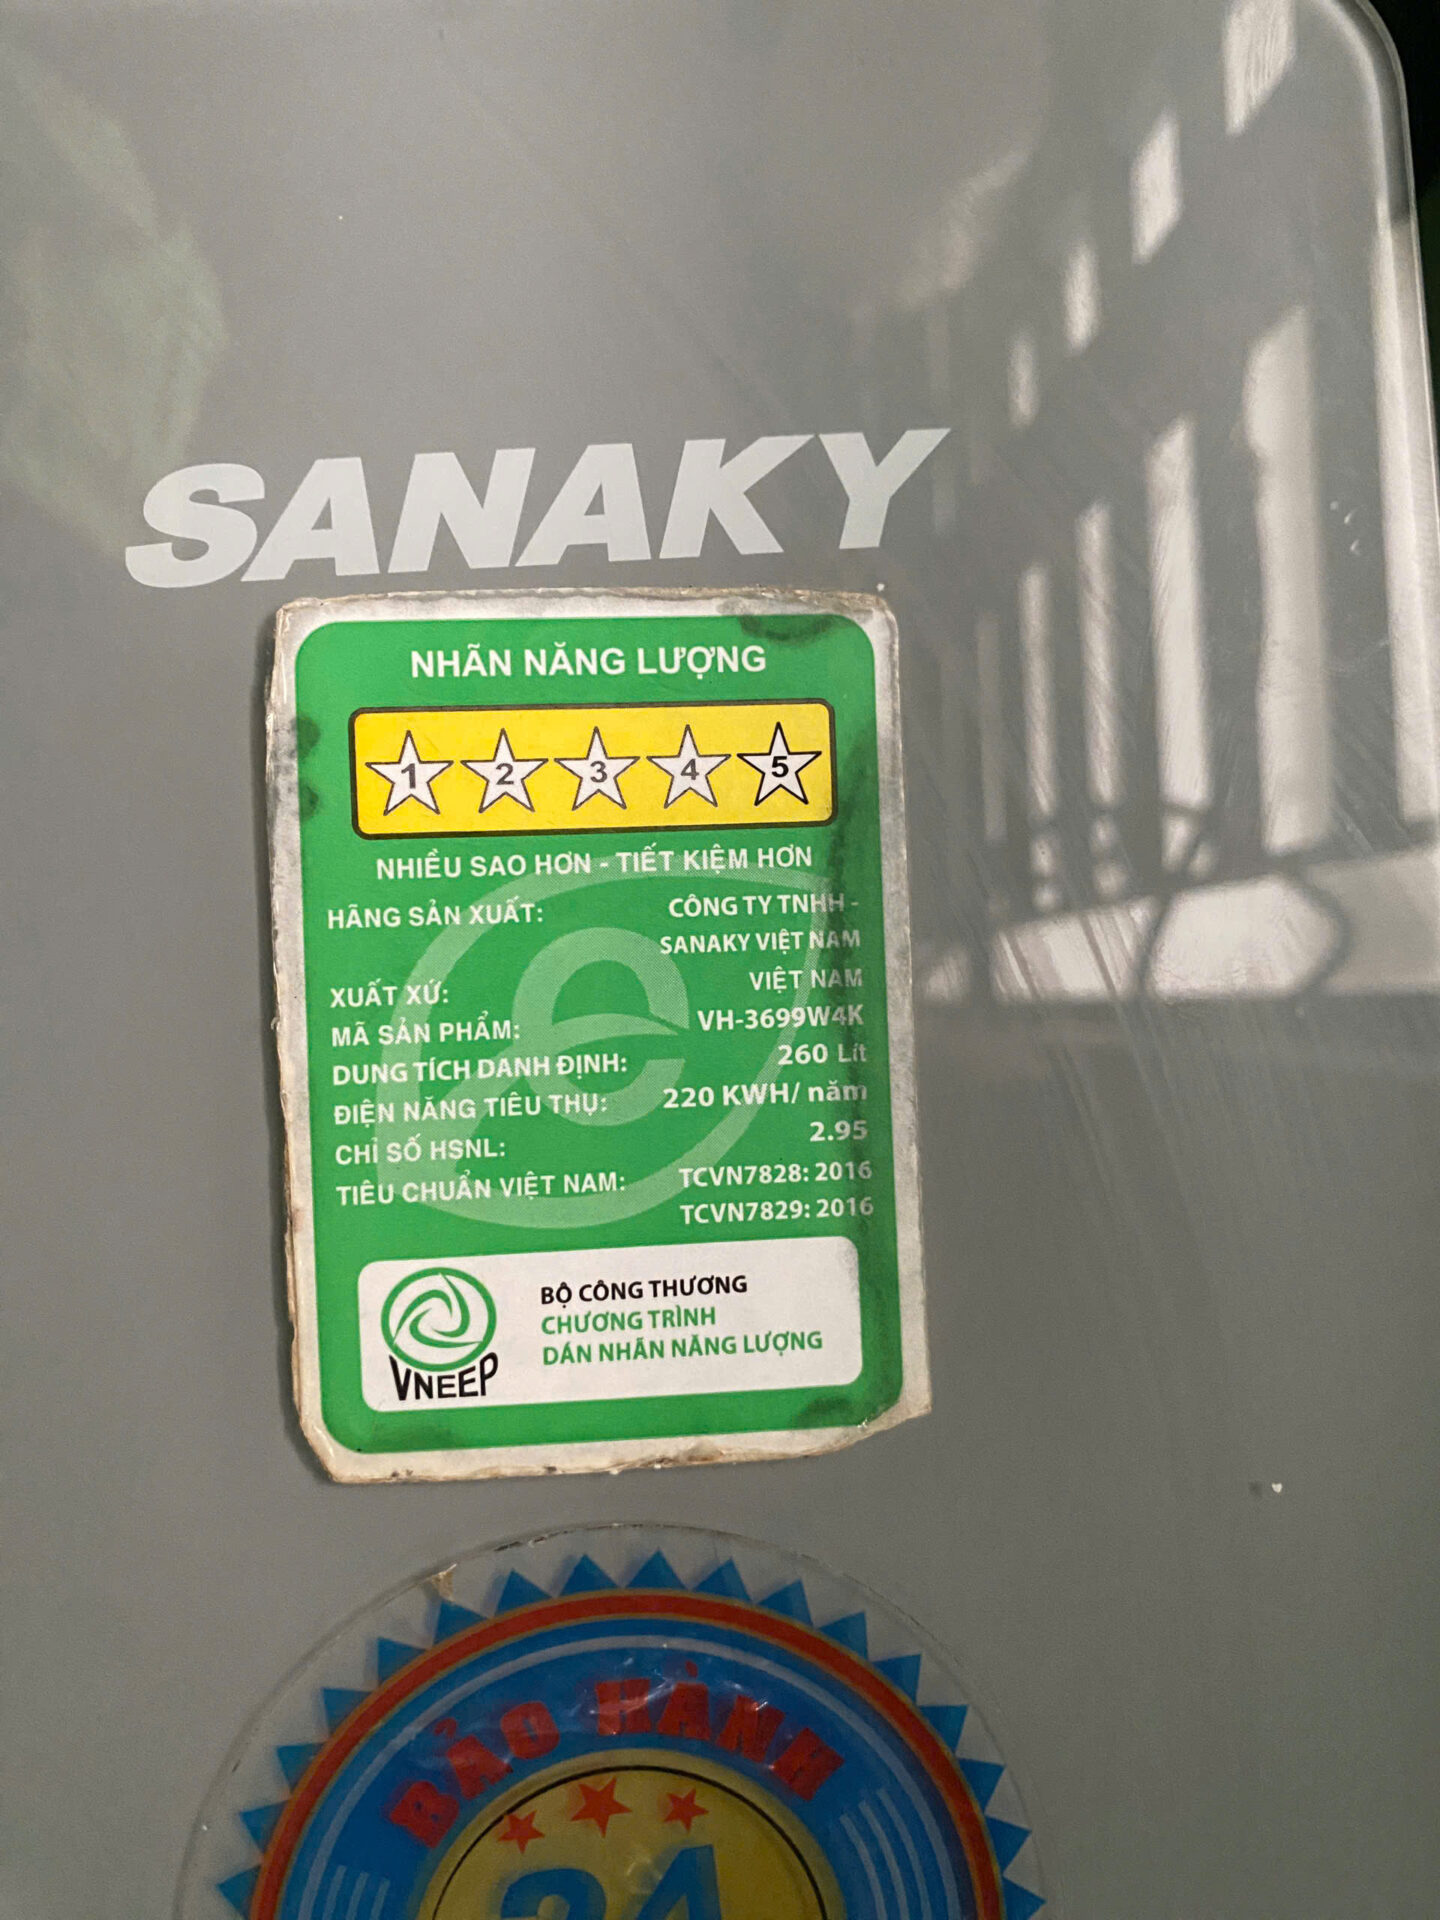 SANAKY
NHÃN NĂNG LƯỢNG
1 2 3 4 5
NHIỀU SAO HƠN - TIẾT KIỆM HƠN
HÃNG SẢN XUẤT: CÔNG TY TNHH -
SANAKY VIỆT NAM
XUẤT XỨ: VIỆT NAM
MÃ SẢN PHẨM: VH-3699W4K
DUNG TÍCH DANH ĐỊNH: 260 Lít
ĐIỆN NĂNG TIÊU THỤ: 220 KWH/ năm
CHỈ SỐ HSNL: 2.95
TIÊU CHUẨN VIỆT NAM: TCVN7828: 2016
TCVN7829: 2016
BỘ CÔNG THƯƠNG
CHƯƠNG TRÌNH
DÁN NHÃN NĂNG LƯỢNG
VNEEP
BẢO HÀNH
24